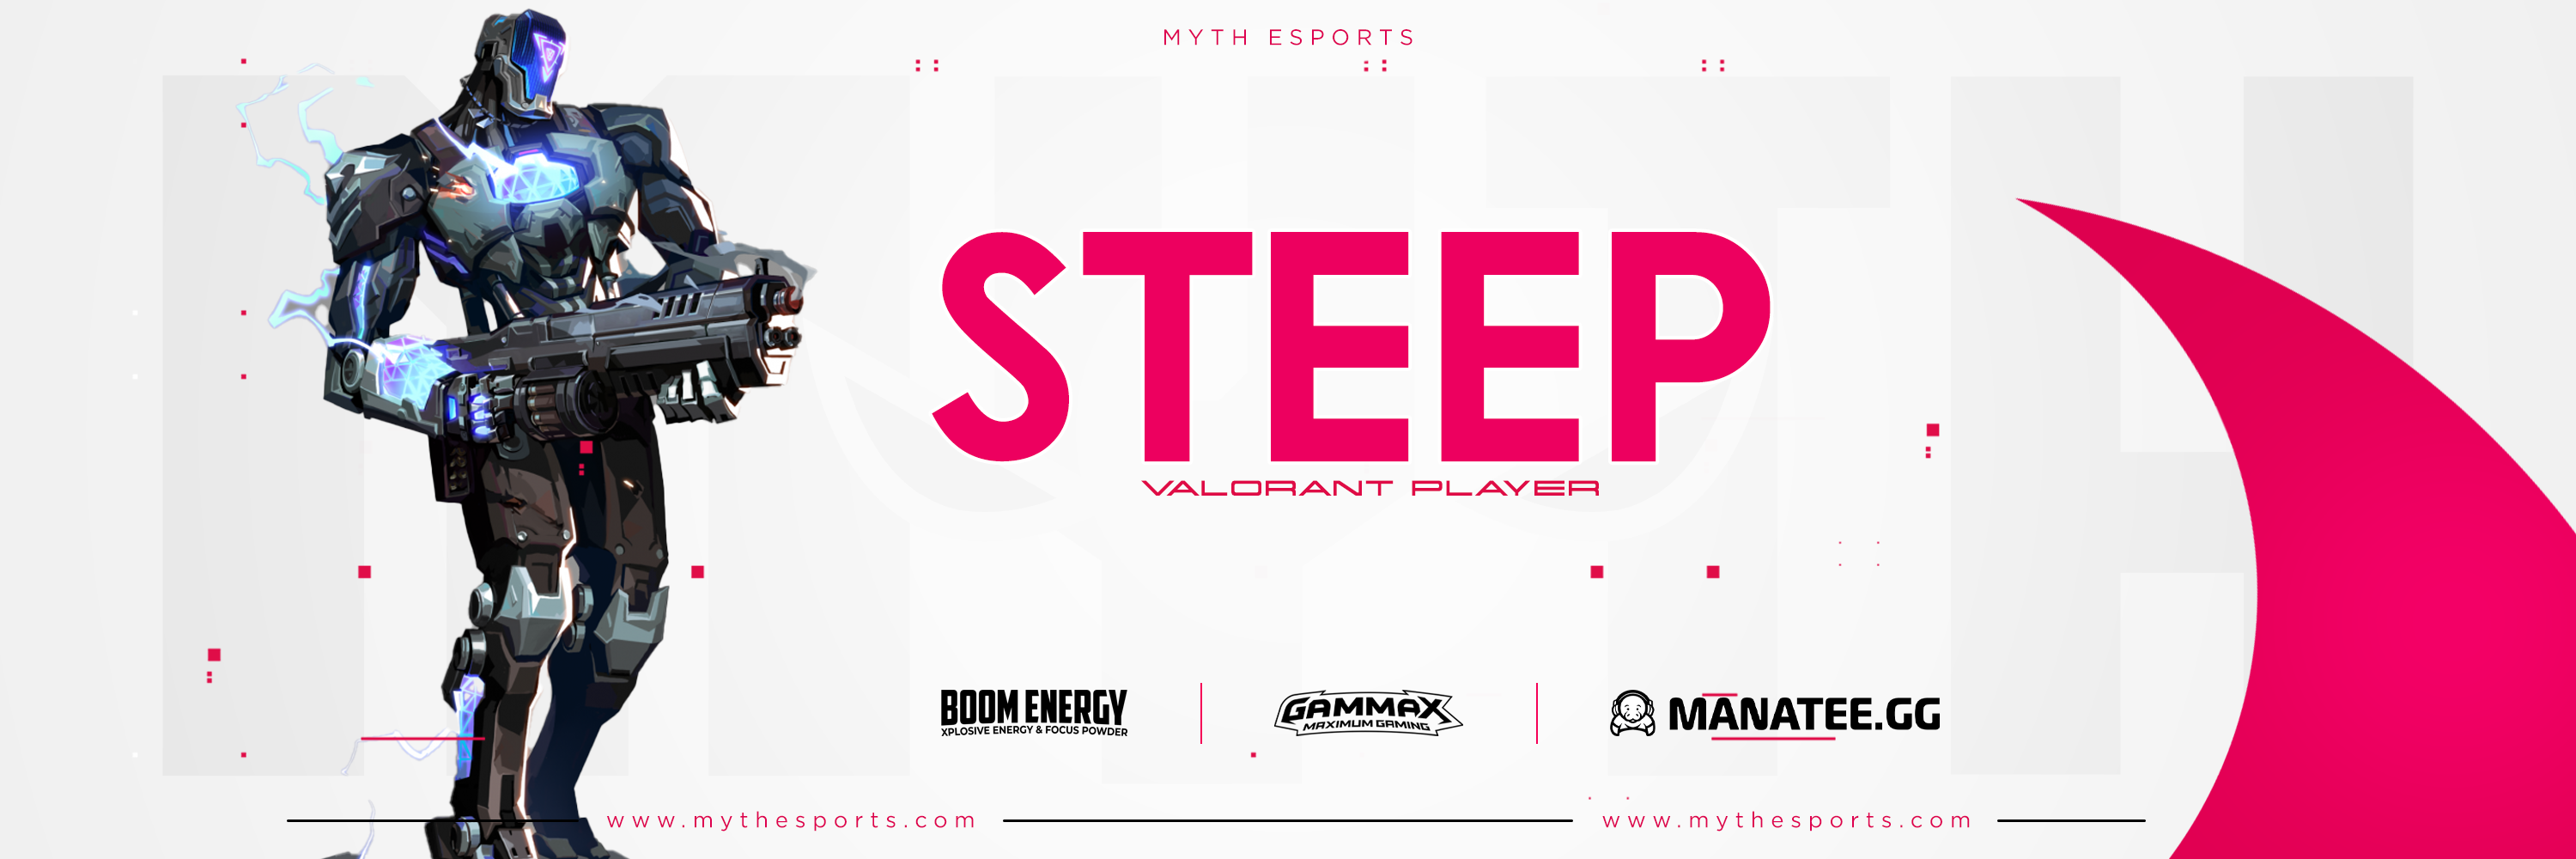 MYTH ESPORTS
MYTH
STEEP
VALORANT PLAYER
BOOM ENERGY
XPLOSIVE ENERGY & FOCUS POWDER
GAMMAX
MAXIMUM GAMING
MANATEE.GG
www.mythesports.com
www.mythesports.com